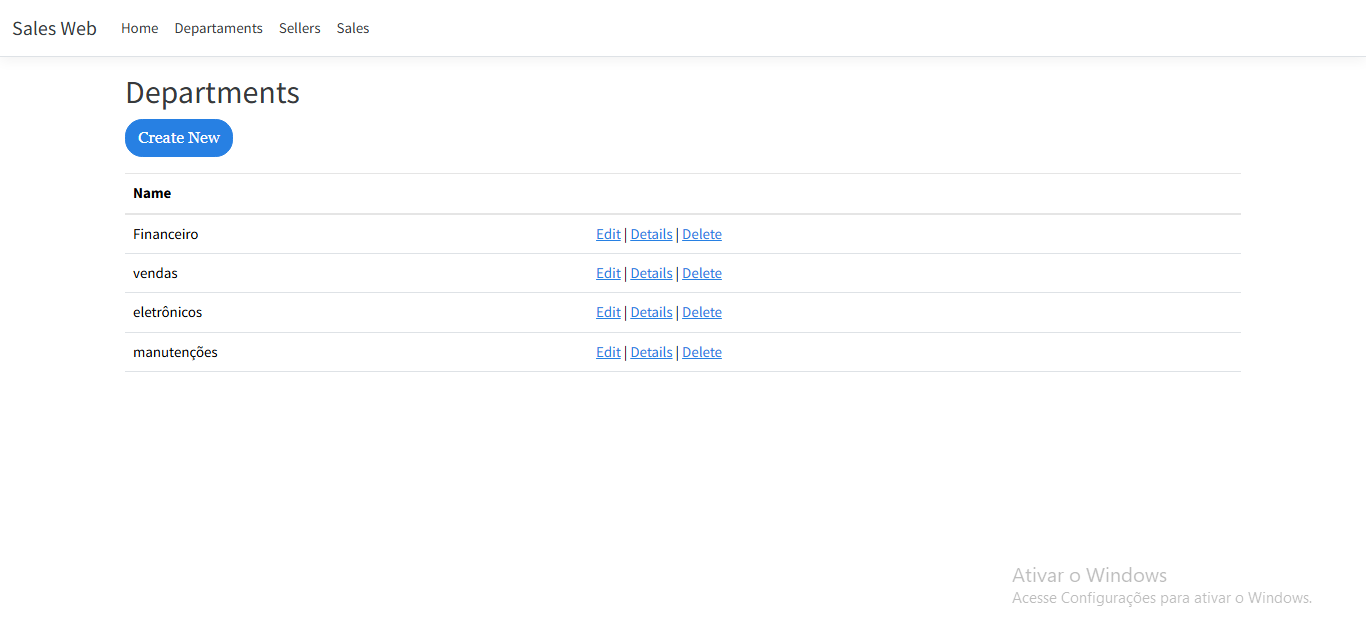 Sales Web Home Departaments Sellers Sales
Departments
Create New
Name
Financeiro Edit | Details | Delete
vendas Edit | Details | Delete
eletrônicos Edit | Details | Delete
manutenções Edit | Details | Delete
Ativar o Windows
Acesse Configurações para ativar o Windows.